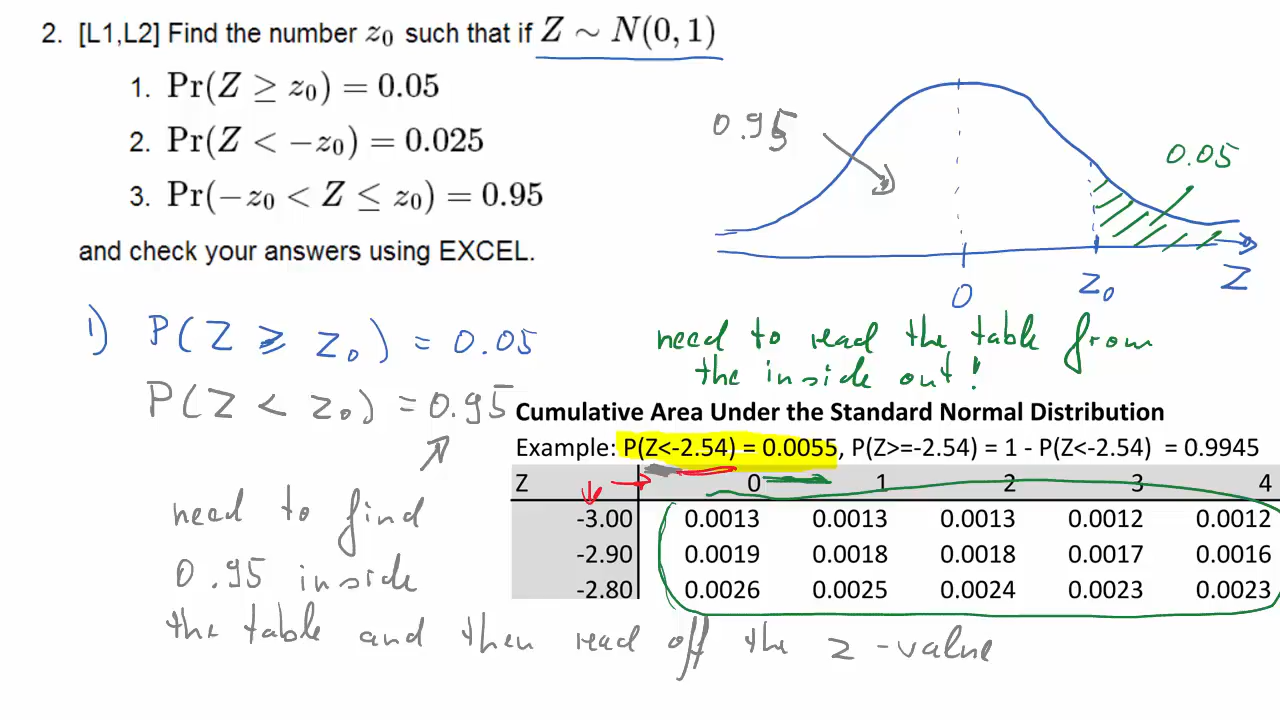 2. [L1,L2] Find the number z₀ such that if Z ~ N(0, 1)
1. Pr(Z ≥ z₀) = 0.05
2. Pr(Z < −z₀) = 0.025
3. Pr(−z₀ < Z ≤ z₀) = 0.95
and check your answers using EXCEL.
0.95
0.05
0
z₀
Z
1) P(Z ≥ z₀) = 0.05
P(Z < z₀) = 0.95
need to read the table from
the inside out!
need to find
0.95 inside
the table and then read off the z-value
Cumulative Area Under the Standard Normal Distribution
Example: P(Z<-2.54) = 0.0055, P(Z>=-2.54) = 1 - P(Z<-2.54) = 0.9945
Z 0 1 2 3 4
-3.00 0.0013 0.0013 0.0013 0.0012 0.0012
-2.90 0.0019 0.0018 0.0018 0.0017 0.0016
-2.80 0.0026 0.0025 0.0024 0.0023 0.0023